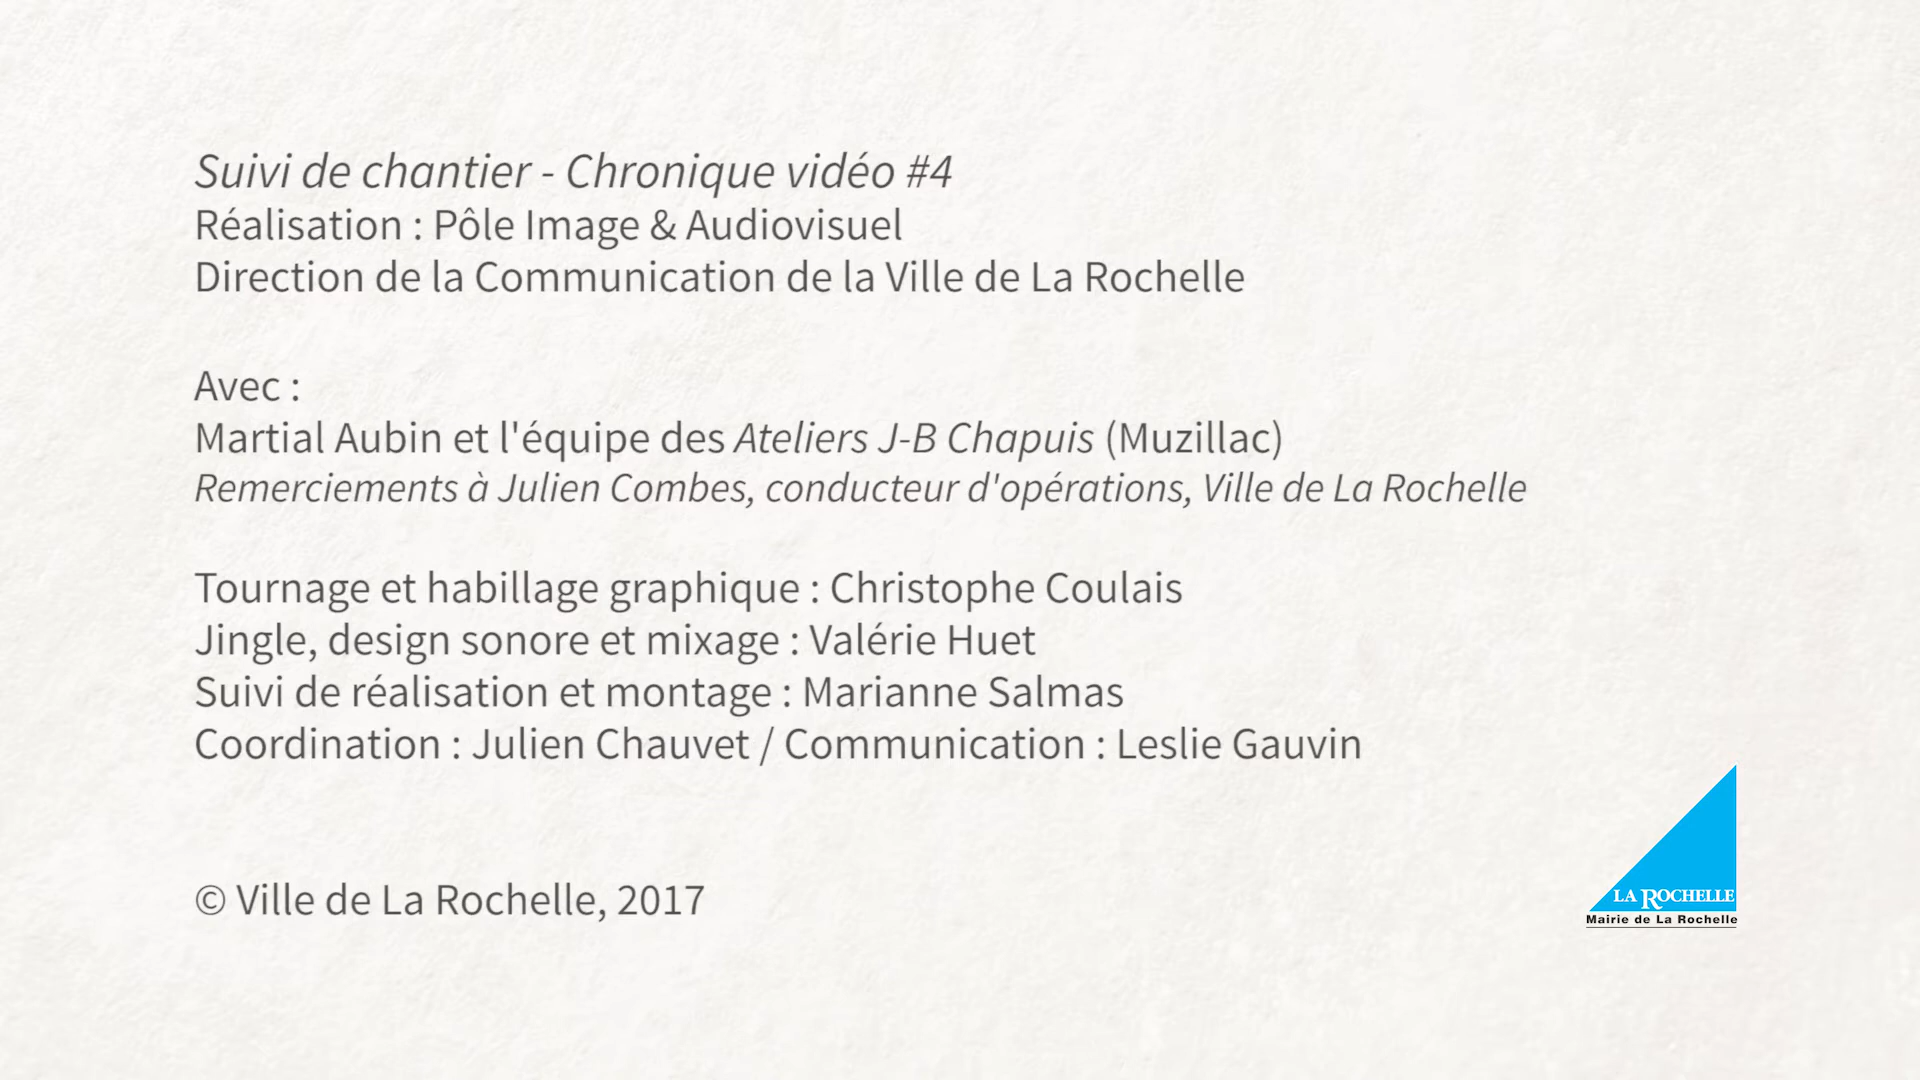 Suivi de chantier - Chronique vidéo #4
Réalisation : Pôle Image & Audiovisuel
Direction de la Communication de la Ville de La Rochelle
Avec :
Martial Aubin et l'équipe des Ateliers J-B Chapuis (Muzillac)
Remerciements à Julien Combes, conducteur d'opérations, Ville de La Rochelle
Tournage et habillage graphique : Christophe Coulais
Jingle, design sonore et mixage : Valérie Huet
Suivi de réalisation et montage : Marianne Salmas
Coordination : Julien Chauvet / Communication : Leslie Gauvin
© Ville de La Rochelle, 2017
LA ROCHELLE
Mairie de La Rochelle